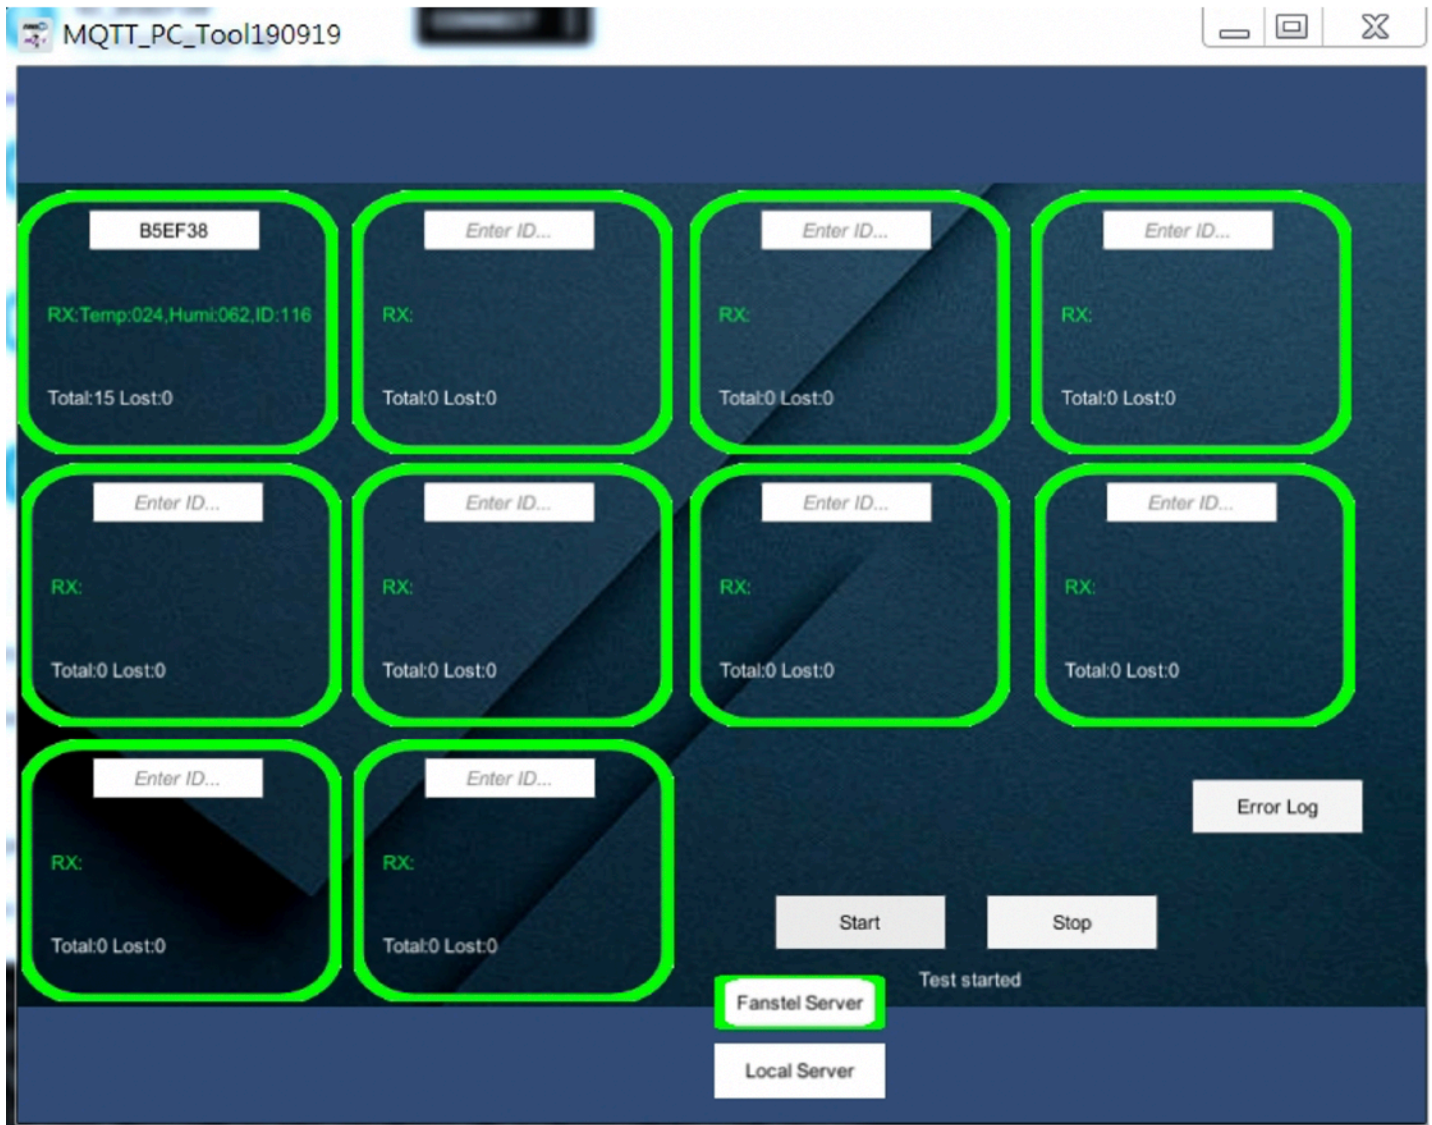 MQTT_PC_Tool190919
B5EF38
Enter ID...
Enter ID...
Enter ID...
RX:Temp:024,Humi:062,ID:116
RX:
RX:
RX:
Total:15 Lost:0
Total:0 Lost:0
Total:0 Lost:0
Total:0 Lost:0
Enter ID...
Enter ID...
Enter ID...
Enter ID...
RX:
RX:
RX:
RX:
Total:0 Lost:0
Total:0 Lost:0
Total:0 Lost:0
Total:0 Lost:0
Enter ID...
Enter ID...
Error Log
RX:
RX:
Start
Stop
Total:0 Lost:0
Total:0 Lost:0
Test started
Fanstel Server
Local Server